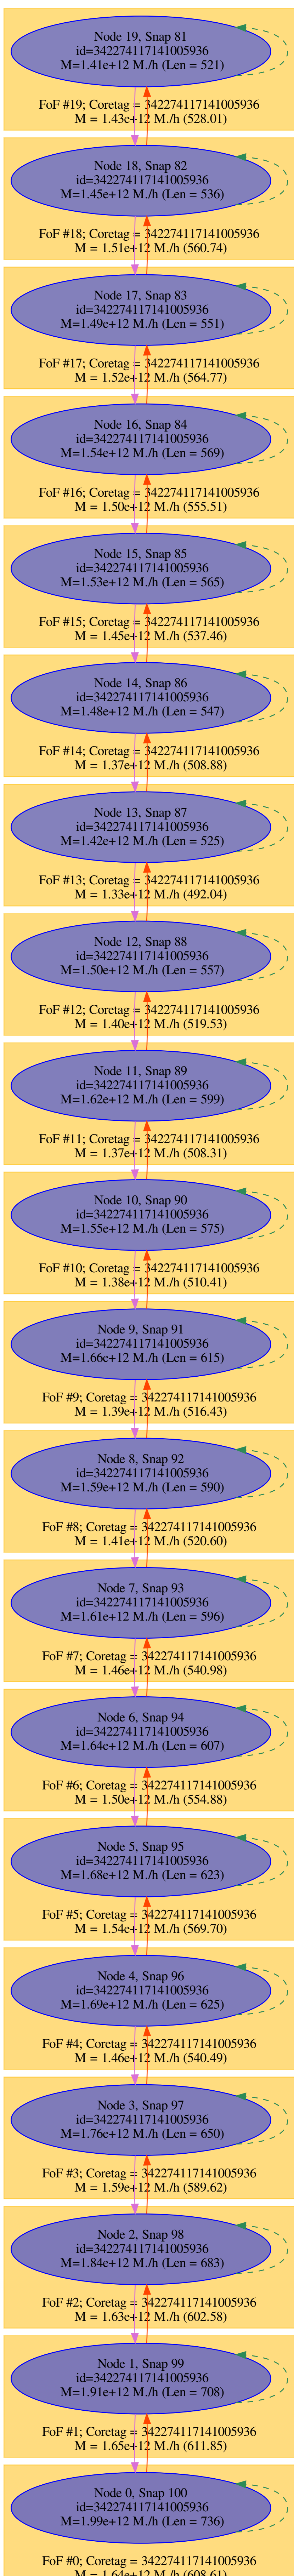 Node 19, Snap 81
id=342274117141005936
M=1.41e+12 M./h (Len = 521)
FoF #19; Coretag = 342274117141005936
M = 1.43e+12 M./h (528.01)
Node 18, Snap 82
id=342274117141005936
M=1.45e+12 M./h (Len = 536)
FoF #18; Coretag = 342274117141005936
M = 1.51e+12 M./h (560.74)
Node 17, Snap 83
id=342274117141005936
M=1.49e+12 M./h (Len = 551)
FoF #17; Coretag = 342274117141005936
M = 1.52e+12 M./h (564.77)
Node 16, Snap 84
id=342274117141005936
M=1.54e+12 M./h (Len = 569)
FoF #16; Coretag = 342274117141005936
M = 1.50e+12 M./h (555.51)
Node 15, Snap 85
id=342274117141005936
M=1.53e+12 M./h (Len = 565)
FoF #15; Coretag = 342274117141005936
M = 1.45e+12 M./h (537.46)
Node 14, Snap 86
id=342274117141005936
M=1.48e+12 M./h (Len = 547)
FoF #14; Coretag = 342274117141005936
M = 1.37e+12 M./h (508.88)
Node 13, Snap 87
id=342274117141005936
M=1.42e+12 M./h (Len = 525)
FoF #13; Coretag = 342274117141005936
M = 1.33e+12 M./h (492.04)
Node 12, Snap 88
id=342274117141005936
M=1.50e+12 M./h (Len = 557)
FoF #12; Coretag = 342274117141005936
M = 1.40e+12 M./h (519.53)
Node 11, Snap 89
id=342274117141005936
M=1.62e+12 M./h (Len = 599)
FoF #11; Coretag = 342274117141005936
M = 1.37e+12 M./h (508.31)
Node 10, Snap 90
id=342274117141005936
M=1.55e+12 M./h (Len = 575)
FoF #10; Coretag = 342274117141005936
M = 1.38e+12 M./h (510.41)
Node 9, Snap 91
id=342274117141005936
M=1.66e+12 M./h (Len = 615)
FoF #9; Coretag = 342274117141005936
M = 1.39e+12 M./h (516.43)
Node 8, Snap 92
id=342274117141005936
M=1.59e+12 M./h (Len = 590)
FoF #8; Coretag = 342274117141005936
M = 1.41e+12 M./h (520.60)
Node 7, Snap 93
id=342274117141005936
M=1.61e+12 M./h (Len = 596)
FoF #7; Coretag = 342274117141005936
M = 1.46e+12 M./h (540.98)
Node 6, Snap 94
id=342274117141005936
M=1.64e+12 M./h (Len = 607)
FoF #6; Coretag = 342274117141005936
M = 1.50e+12 M./h (554.88)
Node 5, Snap 95
id=342274117141005936
M=1.68e+12 M./h (Len = 623)
FoF #5; Coretag = 342274117141005936
M = 1.54e+12 M./h (569.70)
Node 4, Snap 96
id=342274117141005936
M=1.69e+12 M./h (Len = 625)
FoF #4; Coretag = 342274117141005936
M = 1.46e+12 M./h (540.49)
Node 3, Snap 97
id=342274117141005936
M=1.76e+12 M./h (Len = 650)
FoF #3; Coretag = 342274117141005936
M = 1.59e+12 M./h (589.62)
Node 2, Snap 98
id=342274117141005936
M=1.84e+12 M./h (Len = 683)
FoF #2; Coretag = 342274117141005936
M = 1.63e+12 M./h (602.58)
Node 1, Snap 99
id=342274117141005936
M=1.91e+12 M./h (Len = 708)
FoF #1; Coretag = 342274117141005936
M = 1.65e+12 M./h (611.85)
Node 0, Snap 100
id=342274117141005936
M=1.99e+12 M./h (Len = 736)
FoF #0; Coretag = 342274117141005936
M = 1.64e+12 M./h (608.61)